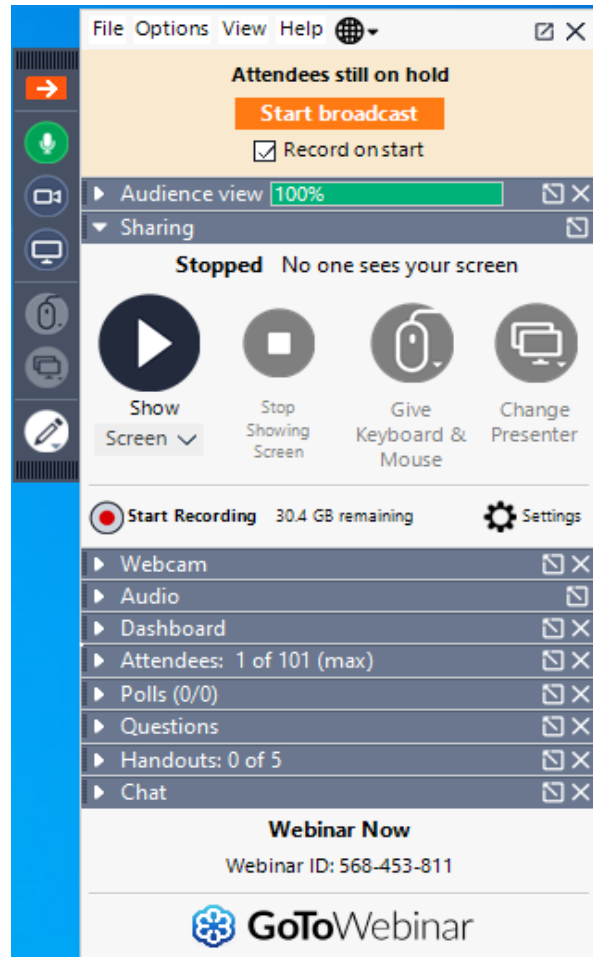 File Options View Help
Attendees still on hold
Start broadcast
Record on start
Audience view 100%
Sharing
Stopped No one sees your screen
Show
Screen
Stop
Showing
Screen
Give
Keyboard &
Mouse
Change
Presenter
Start Recording 30.4 GB remaining Settings
Webcam
Audio
Dashboard
Attendees: 1 of 101 (max)
Polls (0/0)
Questions
Handouts: 0 of 5
Chat
Webinar Now
Webinar ID: 568-453-811
GoToWebinar